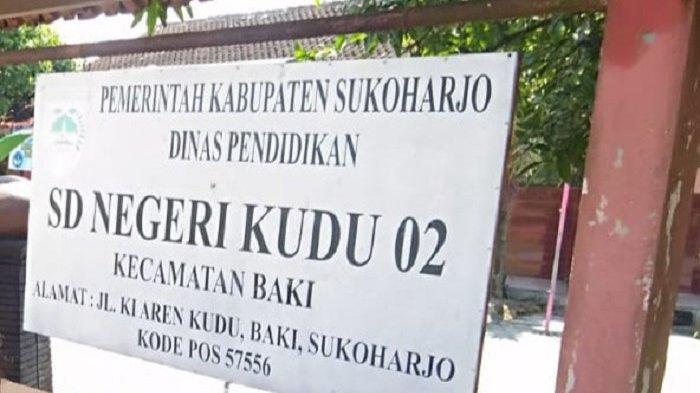 PEMERINTAH KABUPATEN SUKOHARJO
DINAS PENDIDIKAN
SD NEGERI KUDU 02
KECAMATAN BAKI
ALAMAT : JL. KI AREN KUDU, BAKI, SUKOHARJO
KODE POS 57556